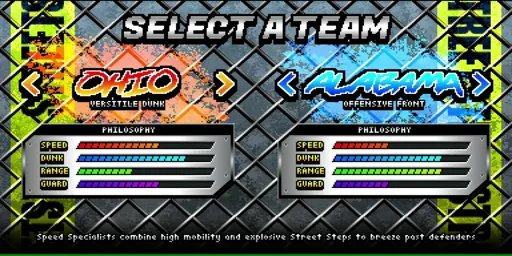 SELECT A TEAM
< OHIO > < ALABAMA >
VERSITILE DUNK OFFENSIVE FRONT
PHILOSOPHY PHILOSOPHY
SPEED SPEED
DUNK DUNK
RANGE RANGE
GUARD GUARD
Speed Specialists combine high mobility and explosive Street Steps to breeze past defenders